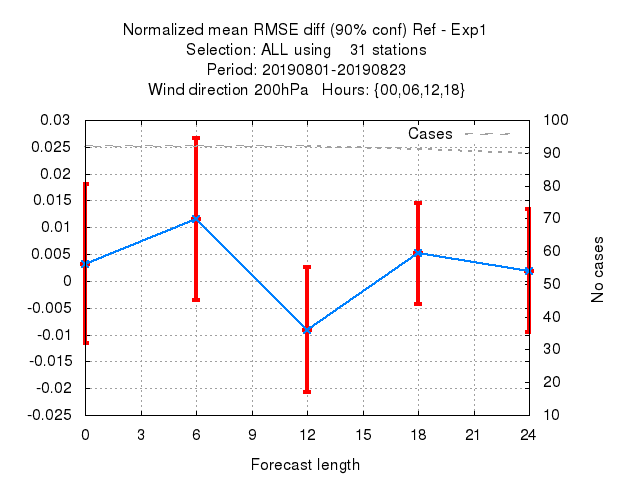 Normalized mean RMSE diff (90% conf) Ref - Exp1
Selection: ALL using 31 stations
Period: 20190801-20190823
Wind direction 200hPa Hours: {00,06,12,18}
Cases
0.03
0.025
0.02
0.015
0.01
0.005
0
-0.005
-0.01
-0.015
-0.02
-0.025
100
90
80
70
60
50
40
30
20
10
No cases
0 3 6 9 12 15 18 21 24
Forecast length